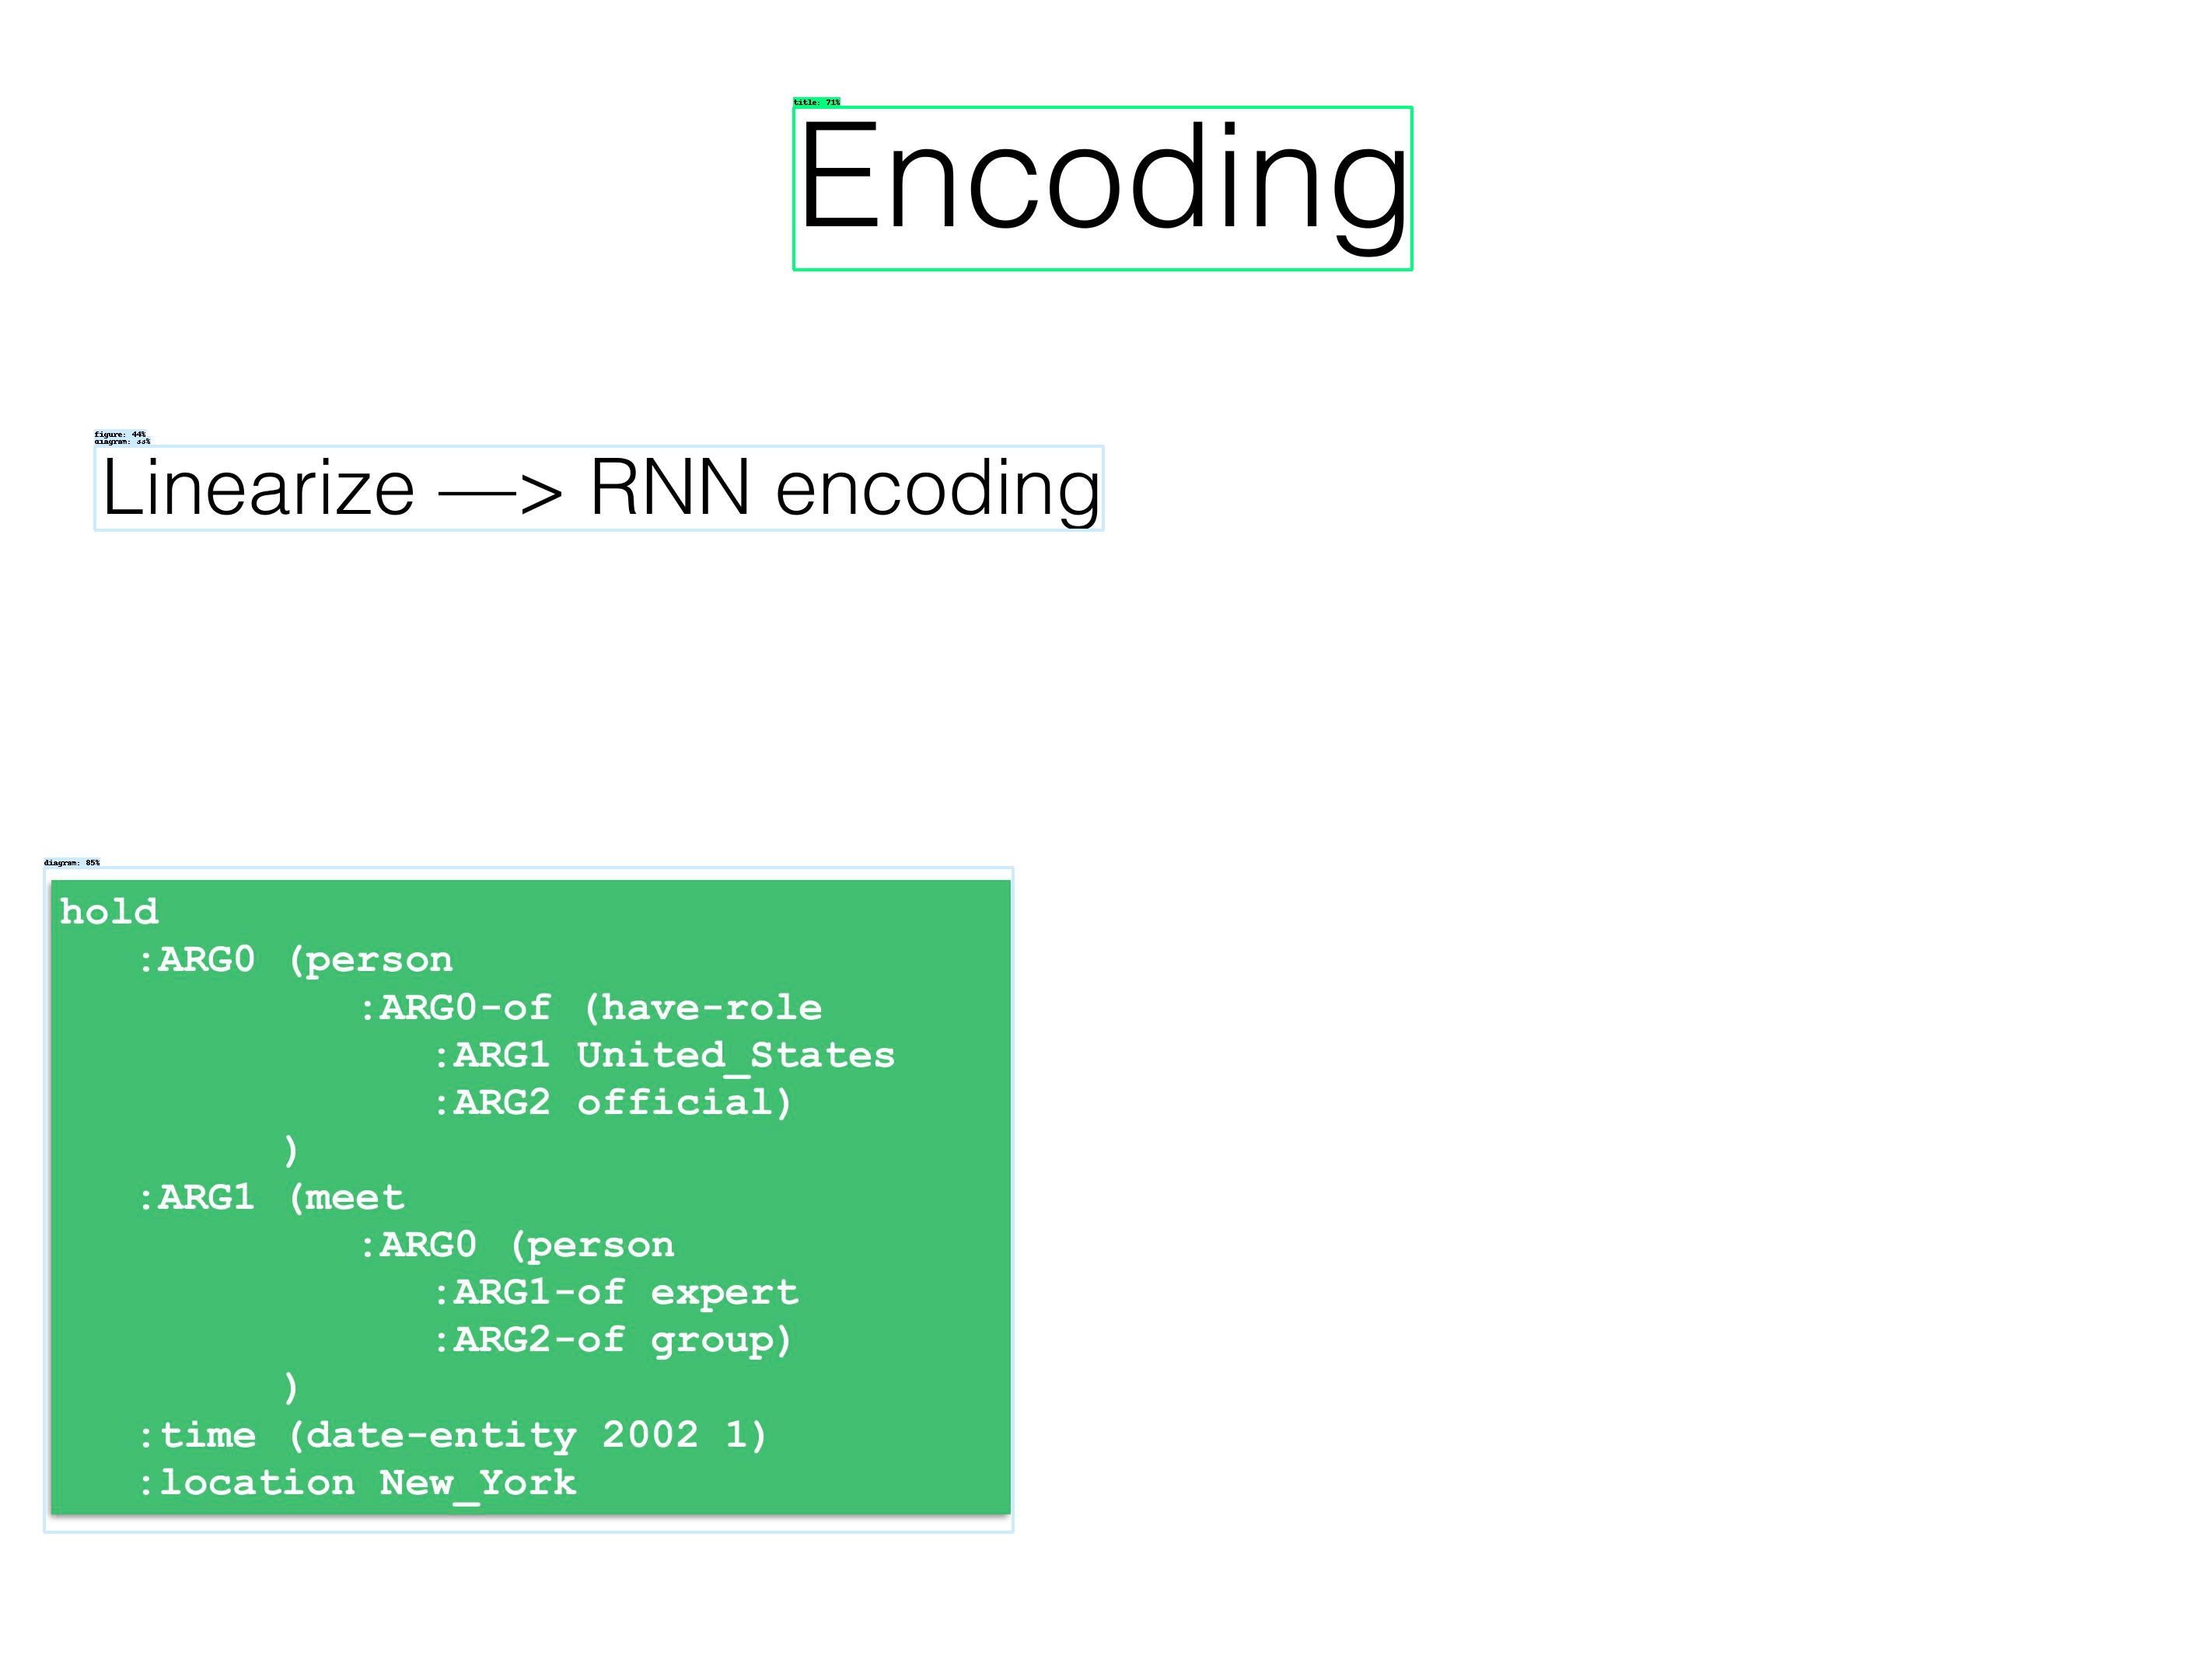 title: 71%
Encoding
figure: 44%
diagram: 33%
Linearize —> RNN encoding
diagram: 85%
hold
:ARG0 (person
:ARG0-of (have-role
:ARG1 United_States
:ARG2 official)
)
:ARG1 (meet
:ARG0 (person
:ARG1-of expert
:ARG2-of group)
)
:time (date-entity 2002 1)
:location New_York